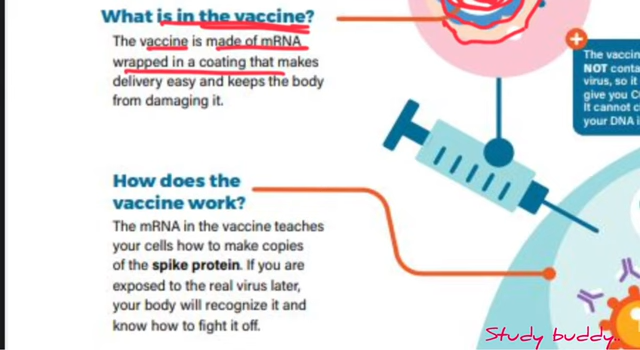 What is in the vaccine?
The vaccine is made of mRNA
wrapped in a coating that makes
delivery easy and keeps the body
from damaging it.
The vaccin
NOT conta
virus, so it
give you C
It cannot c
your DNA i
How does the
vaccine work?
The mRNA in the vaccine teaches
your cells how to make copies
of the spike protein. If you are
exposed to the real virus later,
your body will recognize it and
know how to fight it off.
Study buddy..